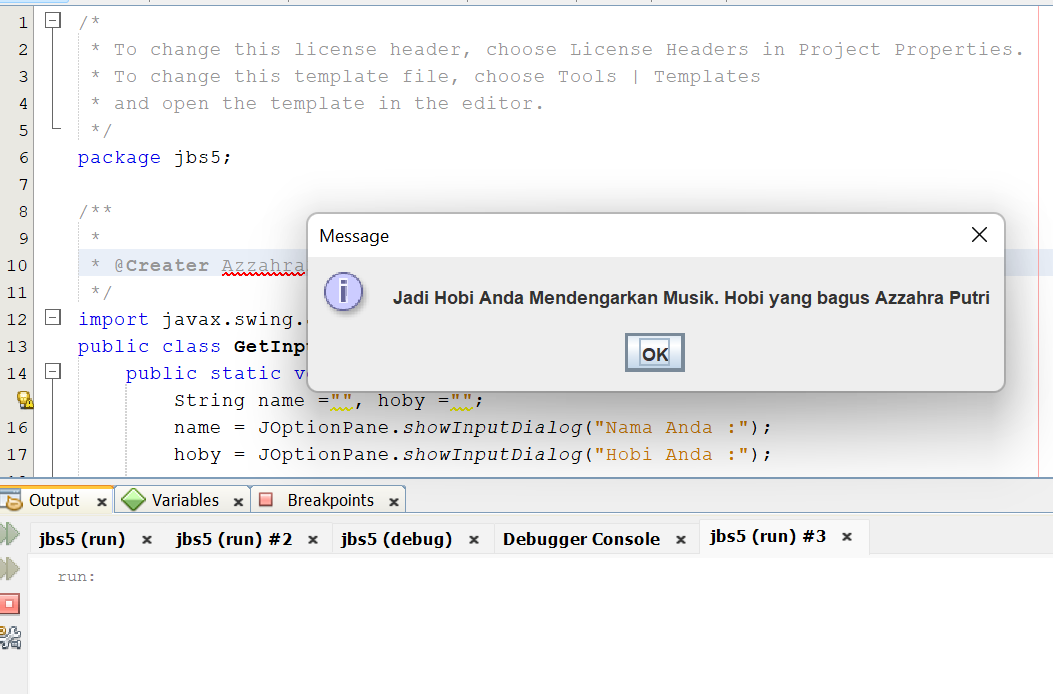 1 /*
2 * To change this license header, choose License Headers in Project Properties.
3 * To change this template file, choose Tools | Templates
4 * and open the template in the editor.
5 */
6 package jbs5;
7
8 /**
9 *
10 * @Creater Azzahra
11 */
12 import javax.swing.
13 public class GetInp
14 public static v
String name ="", hoby ="";
16 name = JOptionPane.showInputDialog("Nama Anda :");
17 hoby = JOptionPane.showInputDialog("Hobi Anda :");
Message
Jadi Hobi Anda Mendengarkan Musik. Hobi yang bagus Azzahra Putri
OK
Output Variables Breakpoints
jbs5 (run) jbs5 (run) #2 jbs5 (debug) Debugger Console jbs5 (run) #3
run: